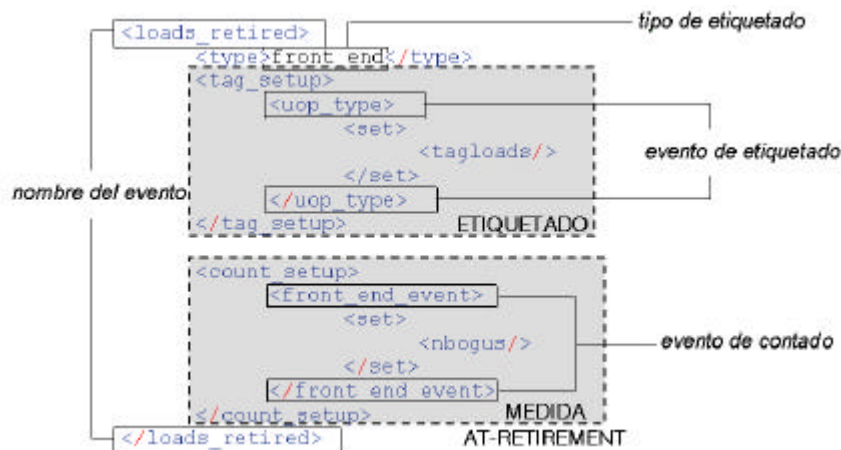 tipo de etiquetado
<loads_retired>
<type>front_end</type>
<tag_setup>
<uop_type>
<set>
<tagloads/>
evento de etiquetado
</set>
nombre del evento
</uop_type>
</tag_setup>
ETIQUETADO
<count_setup>
<front_end_event>
<set>
<nbogus/>
evento de contado
</set>
</front_end_event>
</count_setup>
MEDIDA
</loads_retired>
AT-RETIREMENT